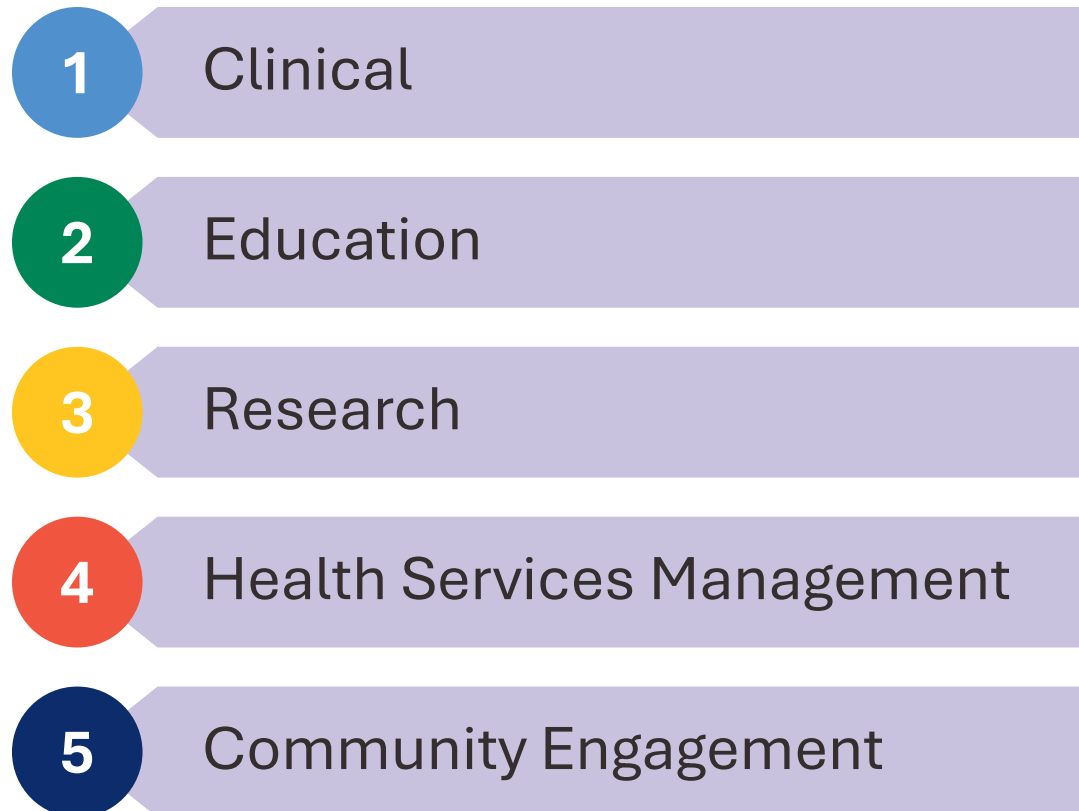 1 Clinical
2 Education
3 Research
4 Health Services Management
5 Community Engagement